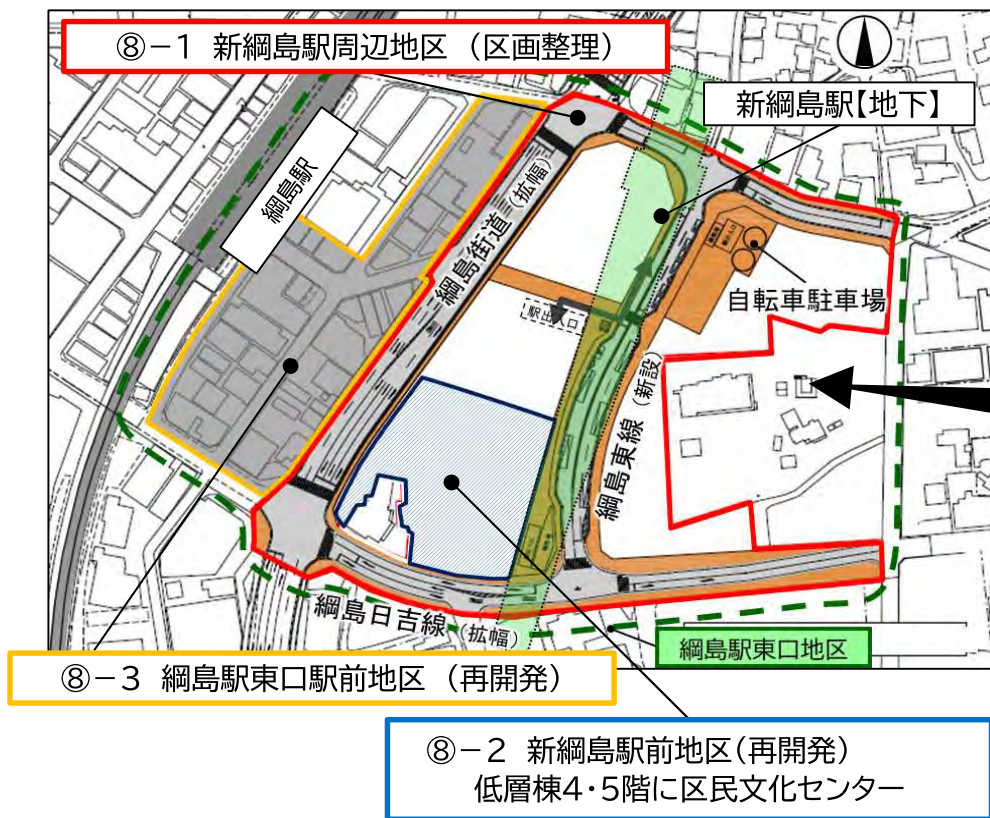 ⑧－1 新綱島駅周辺地区 （区画整理）
新綱島駅【地下】
綱島駅
綱島街道（拡幅）
駅出入口
自転車駐車場
綱島東線（新設）
綱島日吉線（拡幅）
綱島駅東口地区
⑧－3 綱島駅東口駅前地区 （再開発）
⑧－2 新綱島駅前地区(再開発)
低層棟4・5階に区民文化センター